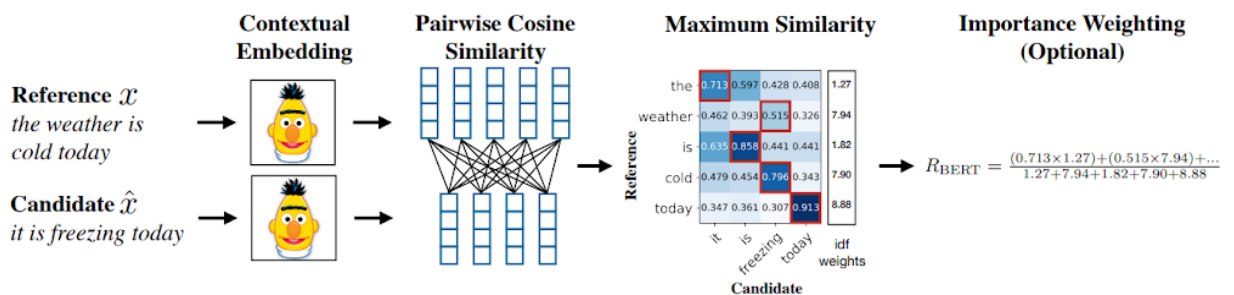 Contextual
Embedding
Pairwise Cosine
Similarity
Maximum Similarity
Importance Weighting
(Optional)
Reference x
the weather is
cold today
Candidate x̂
it is freezing today
Reference
the 0.713 0.597 0.428 0.408 1.27
weather 0.462 0.393 0.515 0.326 7.94
is 0.635 0.858 0.441 0.441 1.82
cold 0.479 0.454 0.796 0.343 7.90
today 0.347 0.361 0.307 0.913 8.88
it is freezing today
idf
weights
Candidate
R_BERT = (0.713×1.27)+(0.515×7.94)+...
1.27+7.94+1.82+7.90+8.88